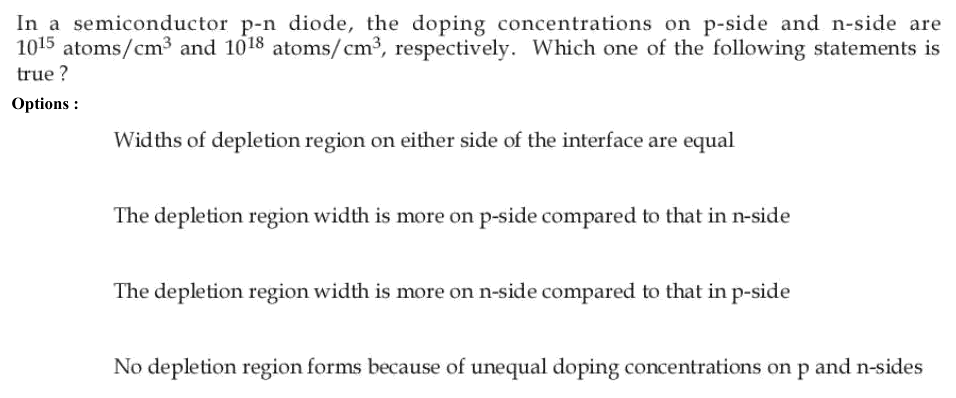 In a semiconductor p-n diode, the doping concentrations on p-side and n-side are
10¹⁵ atoms/cm³ and 10¹⁸ atoms/cm³, respectively. Which one of the following statements is
true ?
Options :
Widths of depletion region on either side of the interface are equal
The depletion region width is more on p-side compared to that in n-side
The depletion region width is more on n-side compared to that in p-side
No depletion region forms because of unequal doping concentrations on p and n-sides